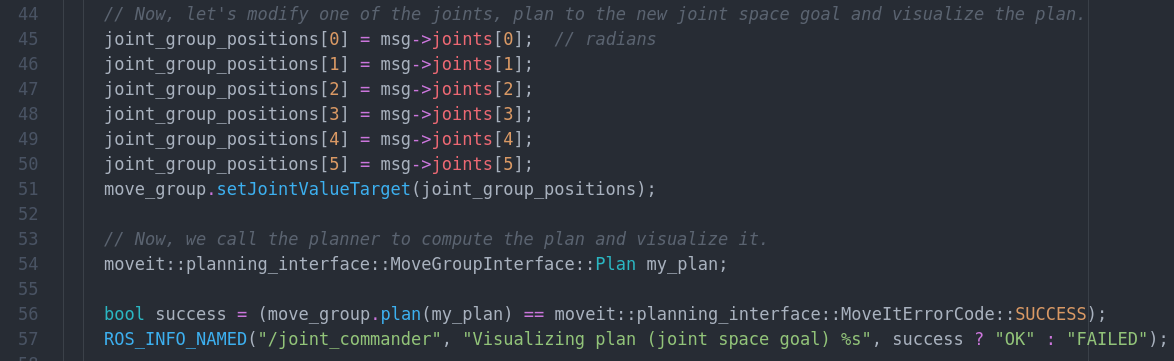 44 // Now, let's modify one of the joints, plan to the new joint space goal and visualize the plan.
45 joint_group_positions[0] = msg->joints[0];  // radians
46 joint_group_positions[1] = msg->joints[1];
47 joint_group_positions[2] = msg->joints[2];
48 joint_group_positions[3] = msg->joints[3];
49 joint_group_positions[4] = msg->joints[4];
50 joint_group_positions[5] = msg->joints[5];
51 move_group.setJointValueTarget(joint_group_positions);
52
53 // Now, we call the planner to compute the plan and visualize it.
54 moveit::planning_interface::MoveGroupInterface::Plan my_plan;
55
56 bool success = (move_group.plan(my_plan) == moveit::planning_interface::MoveItErrorCode::SUCCESS);
57 ROS_INFO_NAMED("/joint_commander", "Visualizing plan (joint space goal) %s", success ? "OK" : "FAILED");